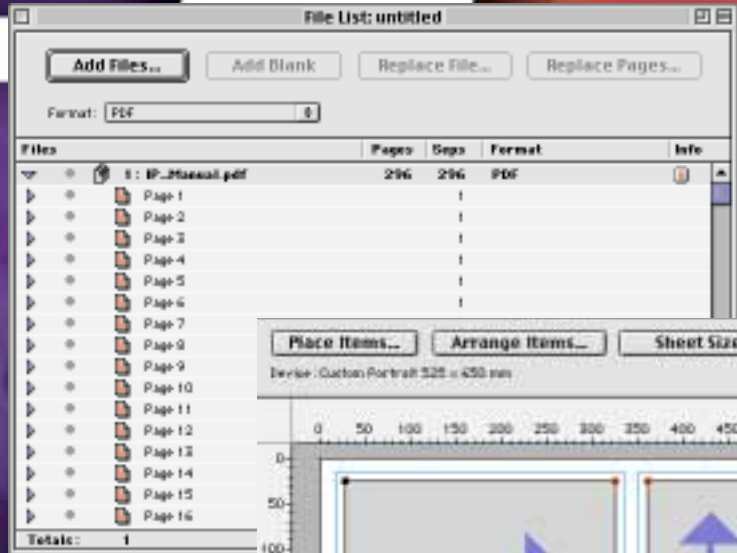 File List: untitled
Add Files... Add Blank Replace File... Replace Pages...
Format: PDF
Files Pages Seps Format Info
1: IP...Manual.pdf 296 296 PDF
Page 1 1
Page 2 1
Page 3 1
Page 4 1
Page 5 1
Page 6 1
Page 7
Page 8
Page 9
Page 10
Page 11
Page 12
Page 13
Page 14
Page 15
Page 16
Totals: 1
Place Items... Arrange Items... Sheet Size
Device: Custom Portrait 525 x 650 mm
0 50 100 150 200 250 300 350 400 450
0
50
100